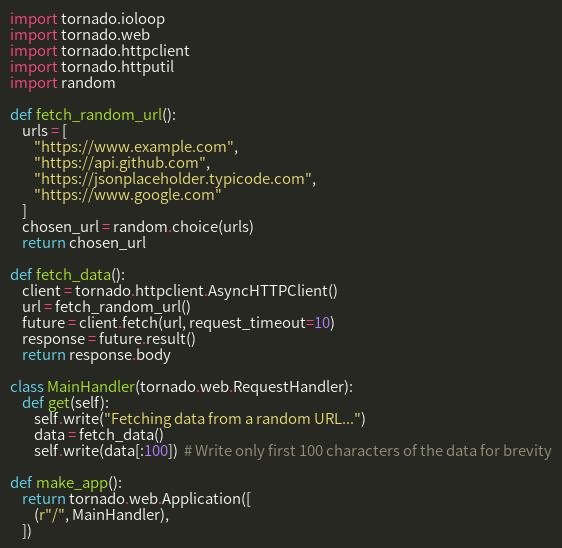 import tornado.ioloop
import tornado.web
import tornado.httpclient
import tornado.httputil
import random

def fetch_random_url():
    urls = [
        "https://www.example.com",
        "https://api.github.com",
        "https://jsonplaceholder.typicode.com",
        "https://www.google.com"
    ]
    chosen_url = random.choice(urls)
    return chosen_url

def fetch_data():
    client = tornado.httpclient.AsyncHTTPClient()
    url = fetch_random_url()
    future = client.fetch(url, request_timeout=10)
    response = future.result()
    return response.body

class MainHandler(tornado.web.RequestHandler):
    def get(self):
        self.write("Fetching data from a random URL...")
        data = fetch_data()
        self.write(data[:100])  # Write only first 100 characters of the data for brevity

def make_app():
    return tornado.web.Application([
        (r"/", MainHandler),
    ])